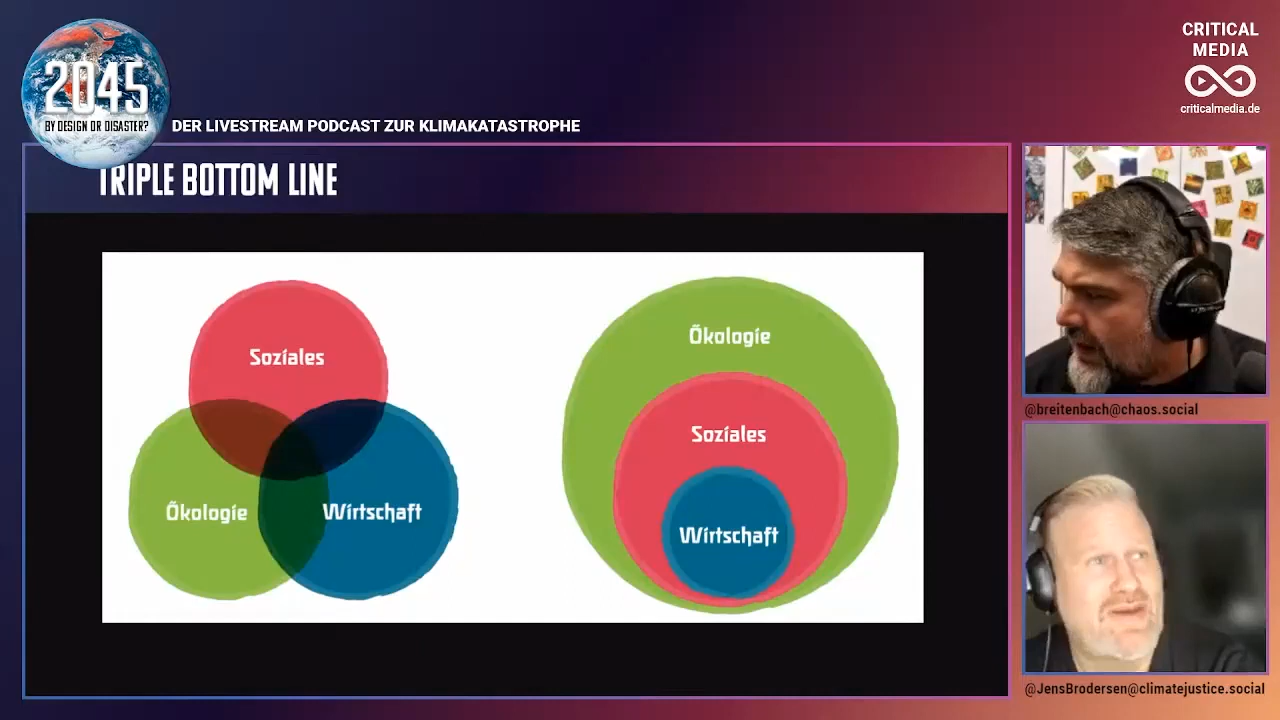 2045
BY DESIGN OR DISASTER?
DER LIVESTREAM PODCAST ZUR KLIMAKATASTROPHE
CRITICAL
MEDIA
criticalmedia.de
TRIPLE BOTTOM LINE
Soziales
Ökologie
Wirtschaft
Ökologie
Soziales
Wirtschaft
@breitenbach@chaos.social
@JensBrodersen@climatejustice.social